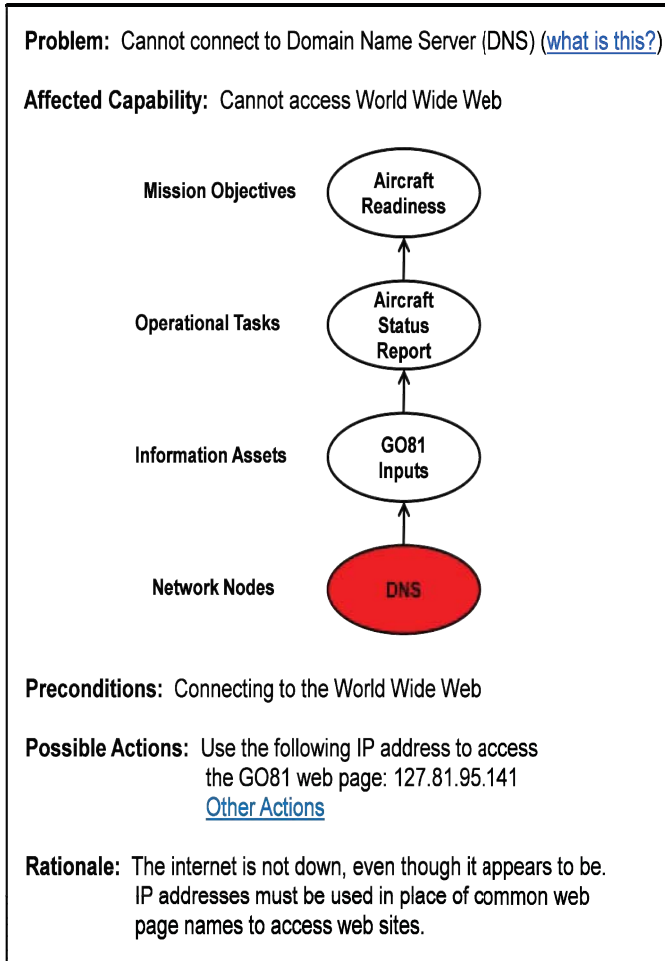 Problem: Cannot connect to Domain Name Server (DNS) (what is this?)
Affected Capability: Cannot access World Wide Web
Mission Objectives
Aircraft
Readiness
Operational Tasks
Aircraft
Status
Report
Information Assets
GO81
Inputs
Network Nodes
DNS
Preconditions: Connecting to the World Wide Web
Possible Actions: Use the following IP address to access
the GO81 web page: 127.81.95.141
Other Actions
Rationale: The internet is not down, even though it appears to be.
IP addresses must be used in place of common web
page names to access web sites.